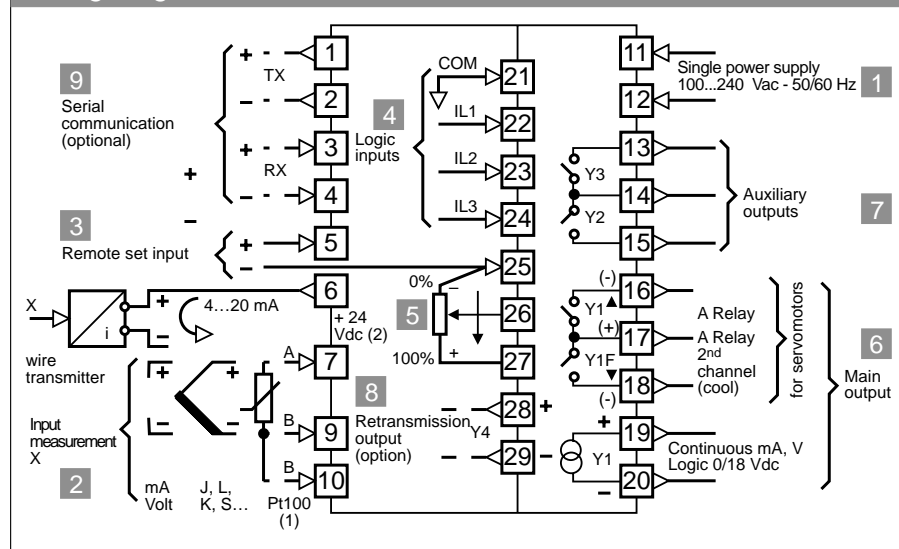 9
Serial
communication
(optional)
+
TX
-
+
RX
-
+
-
1
2
3
4
5
6
7
9
10
3
Remote set input
+
-
X
i
wire
transmitter
+
-
4...20 mA
+ 24
Vdc (2)
Input
measurement
X
2
+
-
+
-
mA
Volt
J, L,
K, S...
A
B
B
Pt100
(1)
4
Logic
inputs
COM
IL1
IL2
IL3
21
22
23
24
25
26
27
28
29
5
0%
-
100%
+
8
Retransmission
output
(option)
Y4
+
-
11
12
13
14
15
16
17
18
19
20
Single power supply
100...240 Vac - 50/60 Hz
1
Y3
Y2
Auxiliary
outputs
7
(-)
Y1
(+)
Y1F
(-)
A Relay
A Relay
2nd
channel
(cool)
for servomotors
6
Main
output
+
Y1
-
Continuous mA, V
Logic 0/18 Vdc